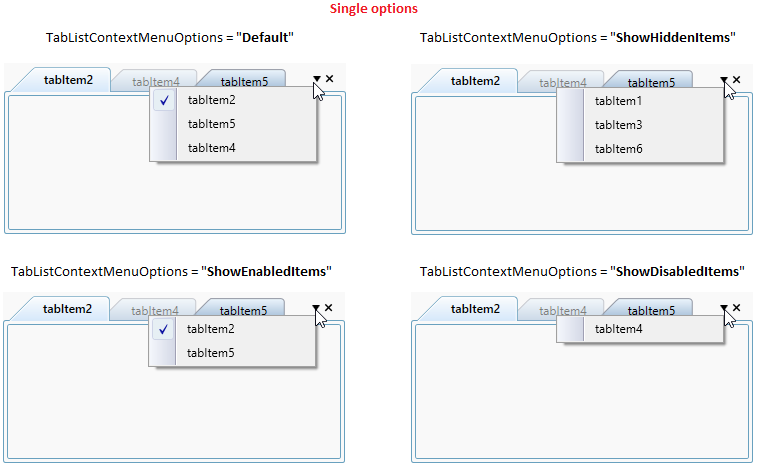 Single options
TabListContextMenuOptions = "Default"
tabItem2 tabItem4 tabItem5
tabItem2
tabItem5
tabItem4
TabListContextMenuOptions = "ShowHiddenItems"
tabItem2 tabItem4 tabItem5
tabItem1
tabItem3
tabItem6
TabListContextMenuOptions = "ShowEnabledItems"
tabItem2 tabItem4 tabItem5
tabItem2
tabItem5
TabListContextMenuOptions = "ShowDisabledItems"
tabItem2 tabItem4 tabItem5
tabItem4